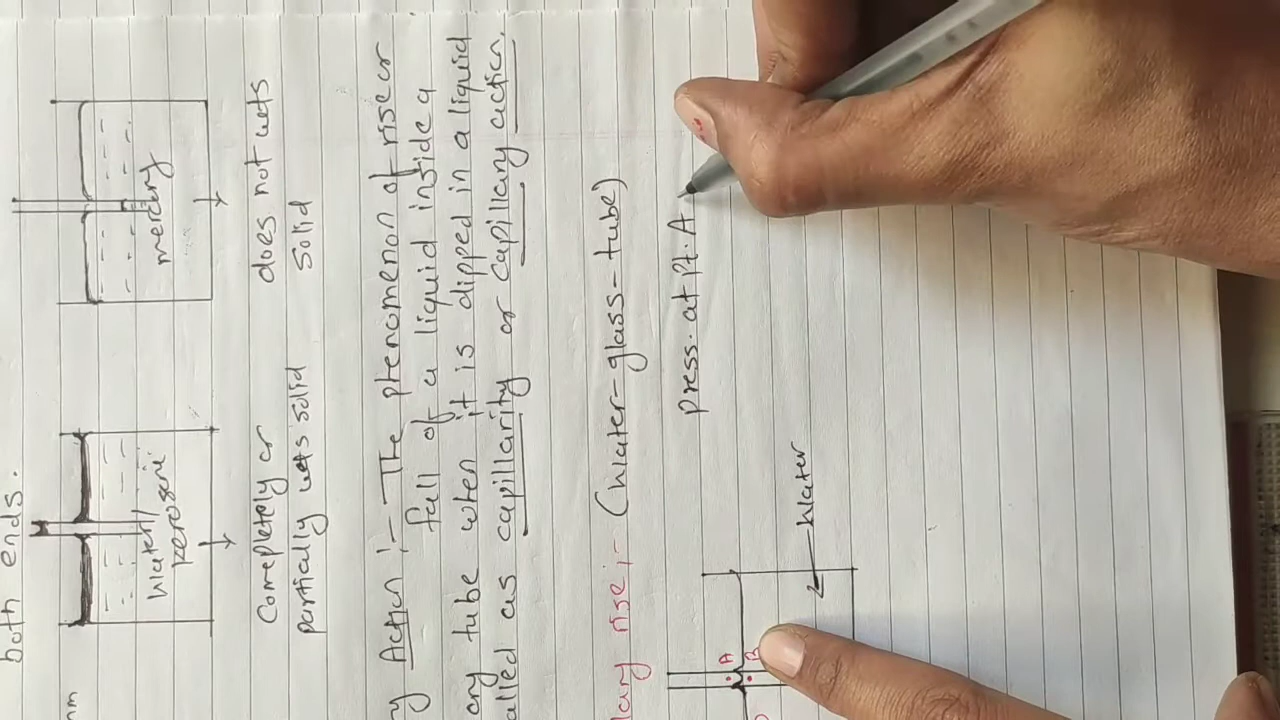 both ends.
mm
Water/
kerosene
mercury
Completely or
partially wets solid
does not wets
solid
Action :- The phenomenon of rise or
fall of a liquid inside a
tube when it is dipped in a liquid
as capillarity or capillary action.
rise :- (Water-glass-tube)
press. at pt. A
A
B
Water